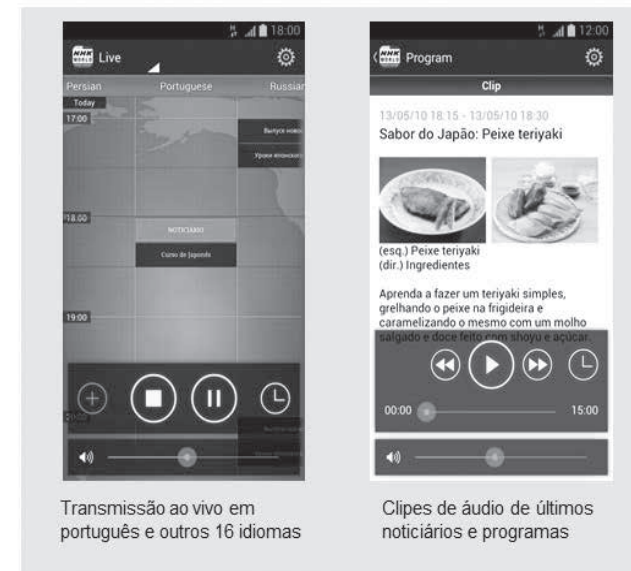 18:00
NHK
WORLD
Live
Persian
Portuguese
Russian
Today
17:00
18:00
NOTICIÁRIO
Curso de Japonês
19:00
Transmissão ao vivo em
português e outros 16 idiomas
12:00
NHK
WORLD
Program
Clip
13/05/10 18:15 - 13/05/10 18:30
Sabor do Japão: Peixe teriyaki
(esq.) Peixe teriyaki
(dir.) Ingredientes
Aprenda a fazer um teriyaki simples,
grelhando o peixe na frigideira e
caramelizando o mesmo com um molho
salgado e doce feito com shoyu e açúcar.
00:00
15:00
Clipes de áudio de últimos
noticiários e programas